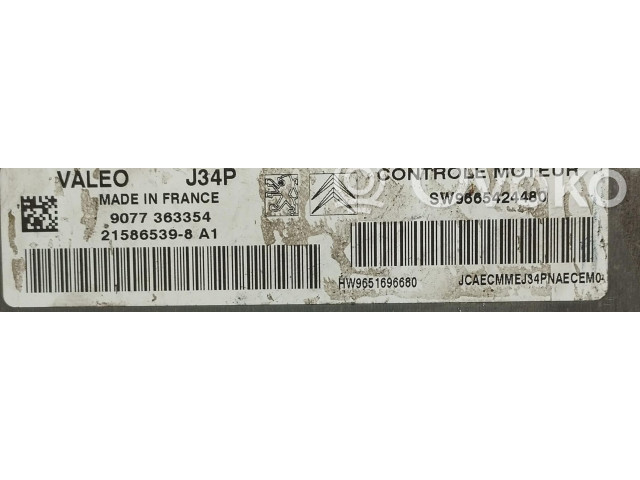 VALEO J34P
MADE IN FRANCE
9077 363354
21586539-8 A1
CONTROLE MOTEUR
SW9665424480
HW9651696680
JCAECMMEJ34PNAECEM0